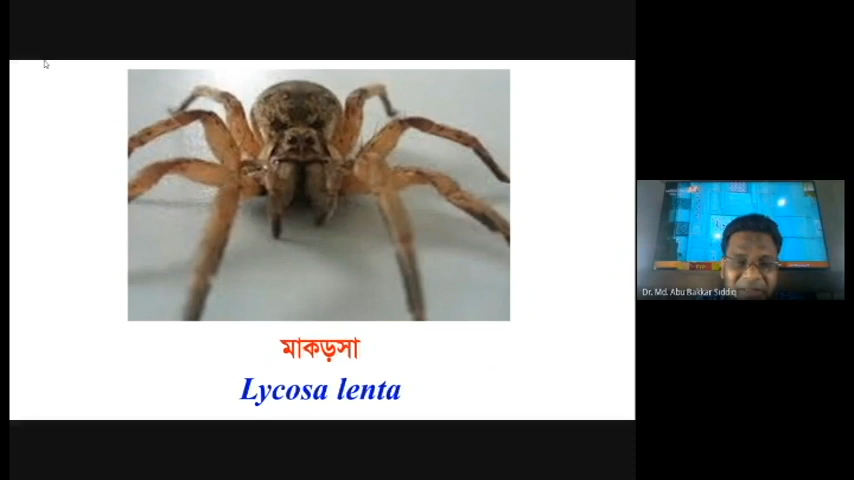 মাকড়সা
Lycosa lenta
Dr. Md. Abu Bakkar Siddiq